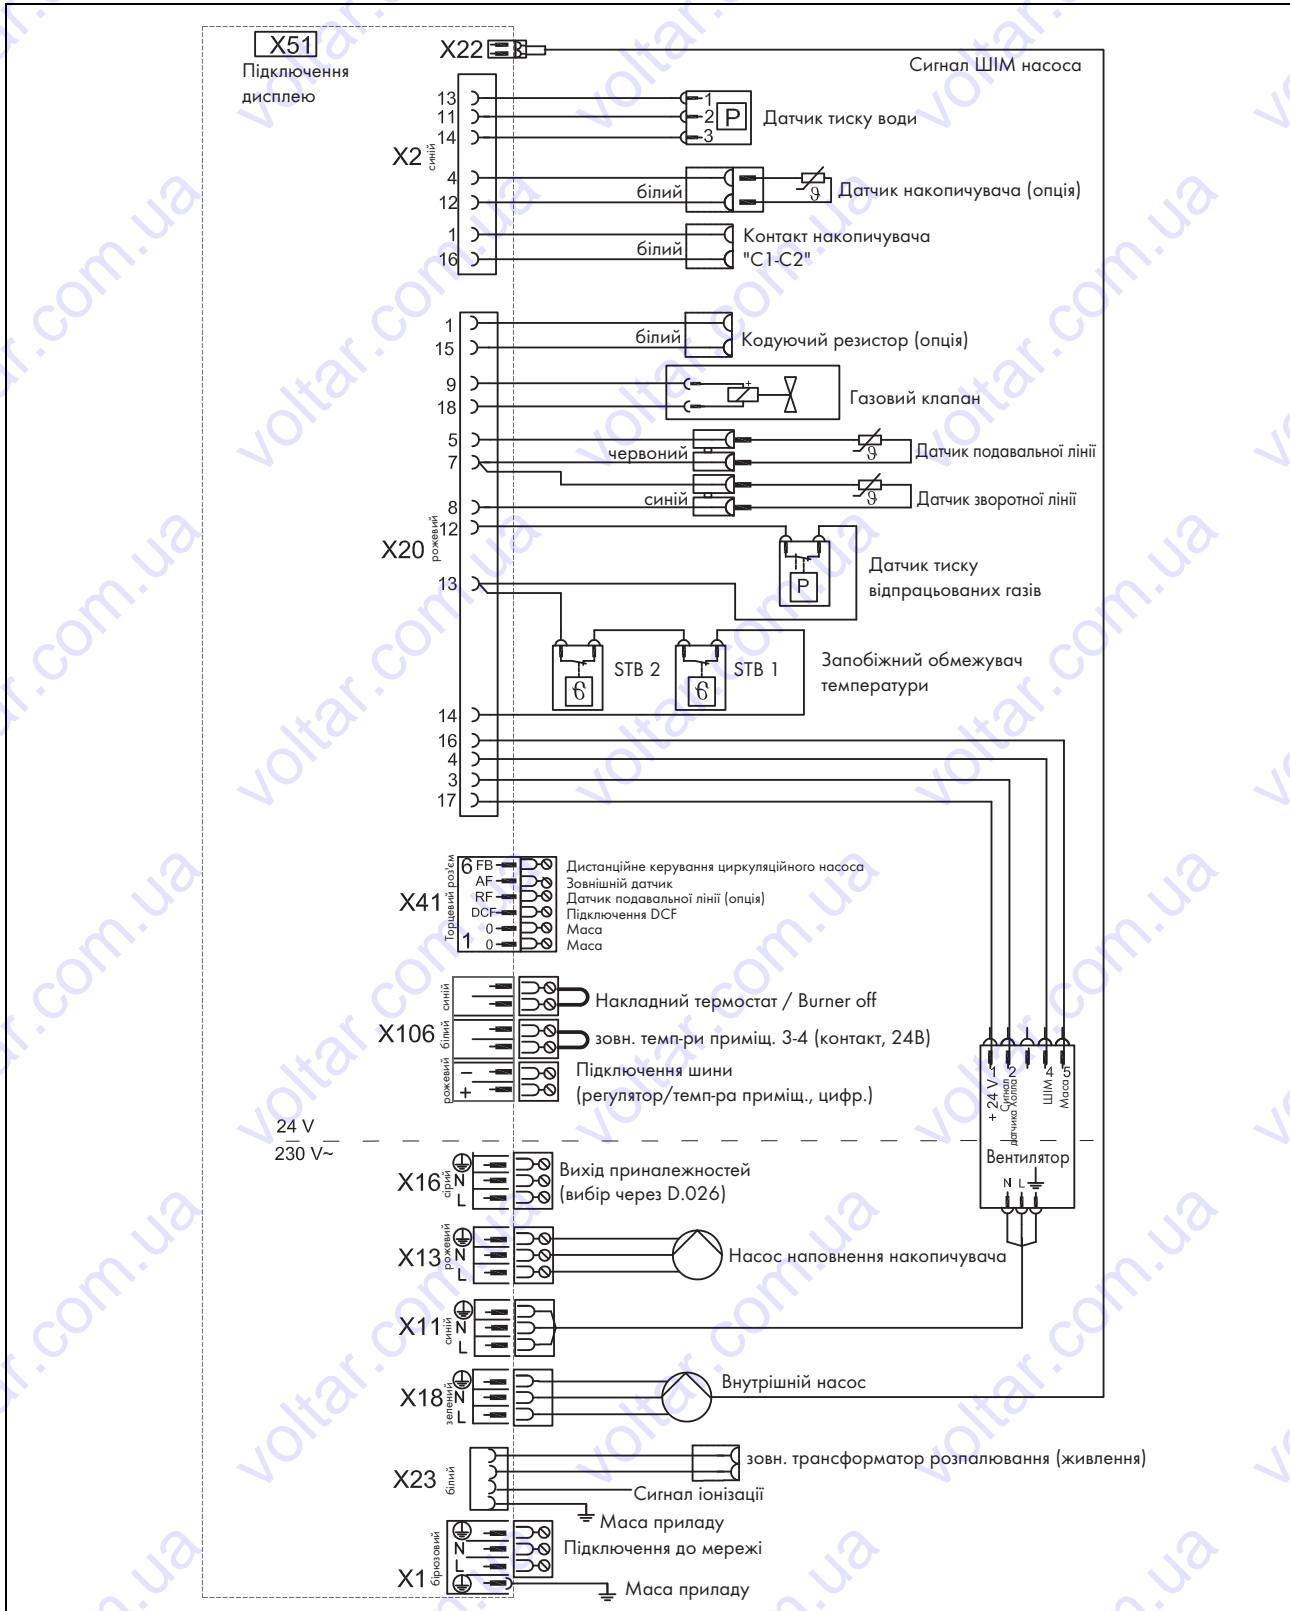 X51
Підключення
дисплею
X22
Сигнал ШІМ насоса
X2
синій
13
11
14
4
12
1
16
1
2
3
P
Датчик тиску води
білий
ϑ
Датчик накопичувача (опція)
білий
Контакт накопичувача
"C1-C2"
X20
рожевий
1
15
9
18
5
7
8
12
13
14
16
4
3
17
білий
Кодуючий резистор (опція)
+
Газовий клапан
червоний
ϑ
Датчик подавальної лінії
синій
ϑ
Датчик зворотної лінії
P
Датчик тиску
відпрацьованих газів
STB 2
STB 1
ϑ
ϑ
Запобіжний обмежувач
температури
X41
Торцевий роз'єм
6 FB
AF
RF
DCF
0
1 0
Дистанційне керування циркуляційного насоса
Зовнішній датчик
Датчик подавальної лінії (опція)
Підключення DCF
Маса
Маса
X106
синій
білий
рожевий
−
+
Накладний термостат / Burner off
зовн. темп-ри приміщ. 3-4 (контакт, 24В)
Підключення шини
(регулятор/темп-ра приміщ., цифр.)
1 2 4 5
+ 24 V
Сигнал
датчика Холла
ШІМ
Маса
Вентилятор
N L
24 V
230 V~
X16
сірий
N
L
Вихід приналежностей
(вибір через D.026)
X13
рожевий
N
L
Насос наповнення накопичувача
X11
синій
N
L
X18
зелений
N
L
Внутрішній насос
X23
білий
зовн. трансформатор розпалювання (живлення)
Сигнал іонізації
Маса приладу
X1
бірюзовий
N
L
Підключення до мережі
Маса приладу
voltar.com.ua